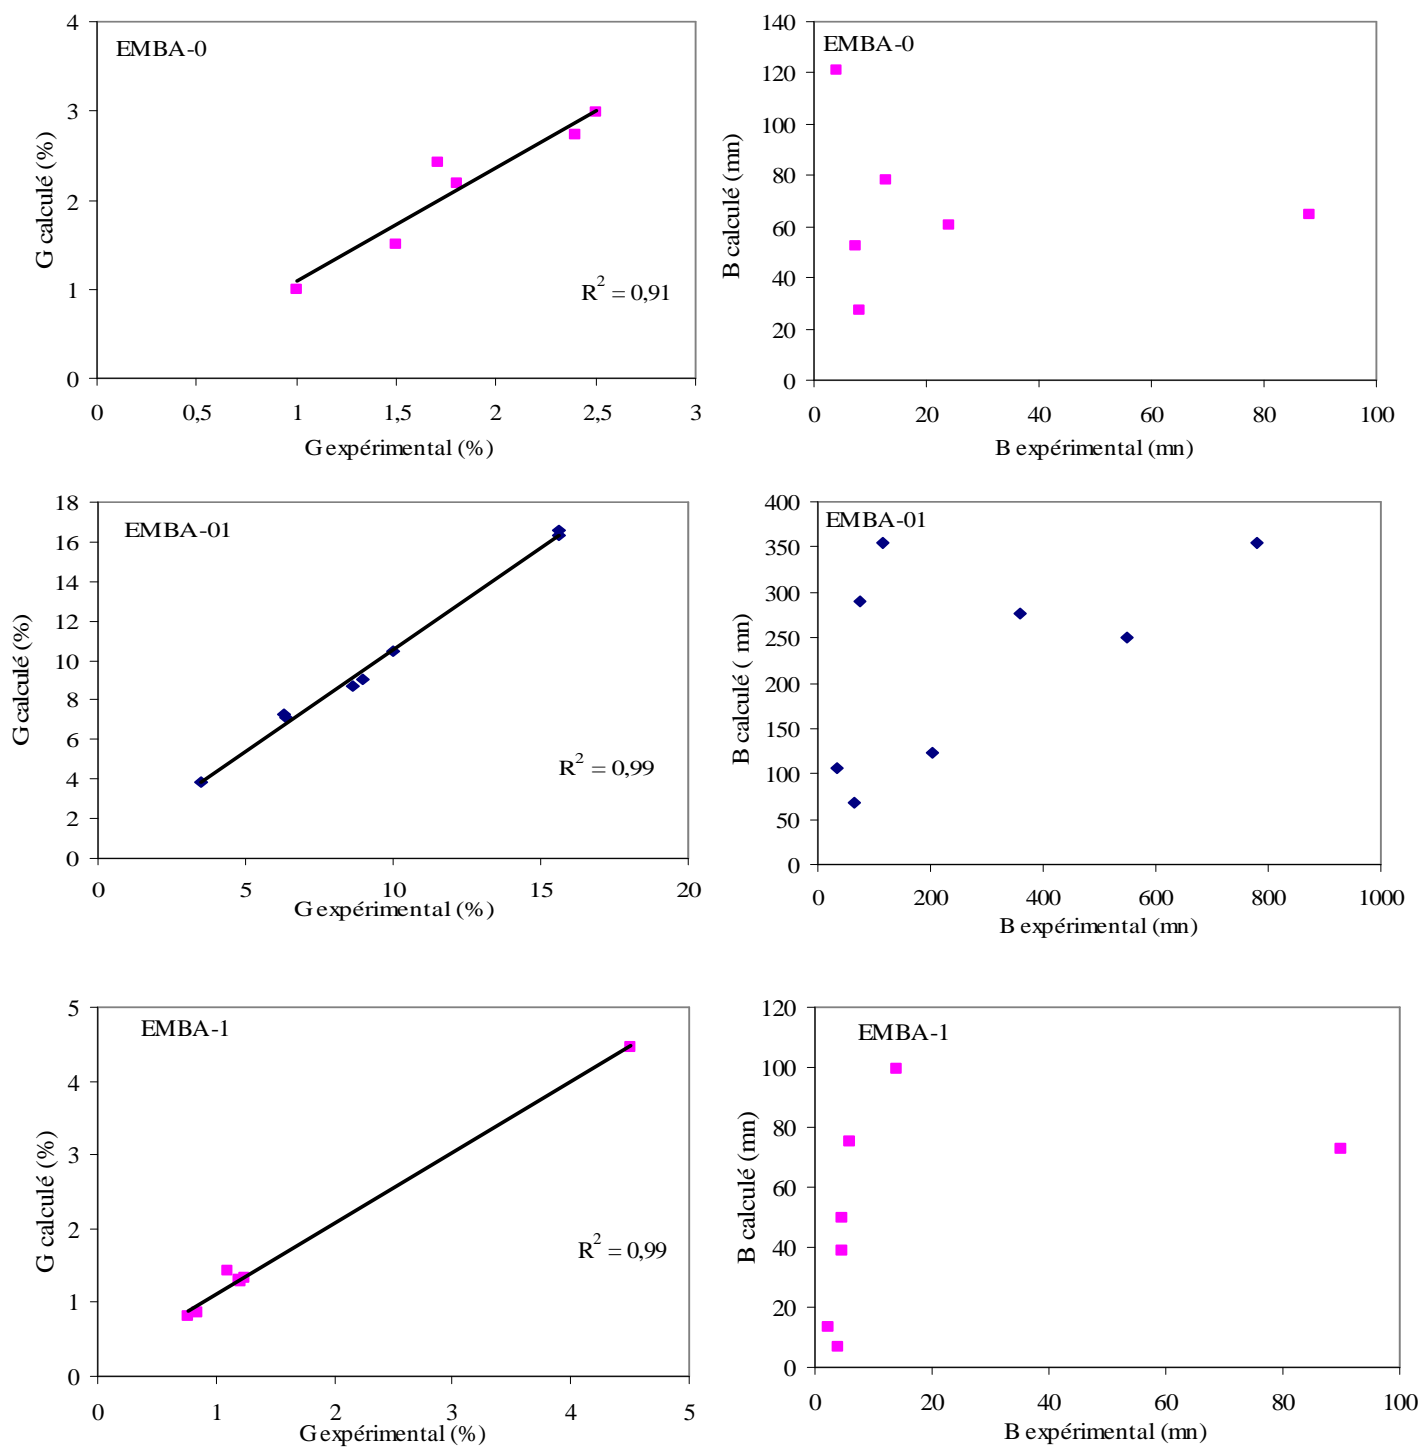 EMBA-0
G calculé (%)
4
3
2
1
0
R² = 0,91
0 0,5 1 1,5 2 2,5 3
G expérimental (%)
EMBA-0
B calculé (mn)
140
120
100
80
60
40
20
0
0 20 40 60 80 100
B expérimental (mn)
EMBA-01
G calculé (%)
18
16
14
12
10
8
6
4
2
0
R² = 0,99
0 5 10 15 20
G expérimental (%)
EMBA-01
B calculé ( mn)
400
350
300
250
200
150
100
50
0
0 200 400 600 800 1000
B expérimental (mn)
EMBA-1
G calculé (%)
5
4
3
2
1
0
R² = 0,99
0 1 2 3 4 5
G expérimental (%)
EMBA-1
B calculé (mn)
120
100
80
60
40
20
0
0 20 40 60 80 100
B expérimental (mn)